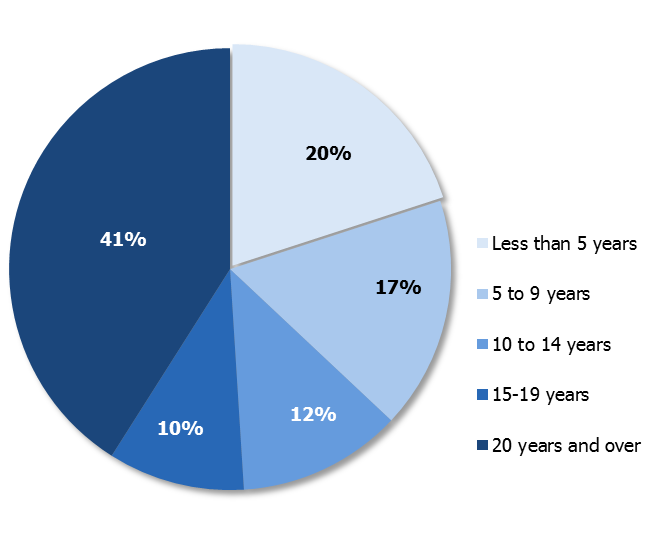 20%
41%
17%
12%
10%
Less than 5 years
5 to 9 years
10 to 14 years
15-19 years
20 years and over